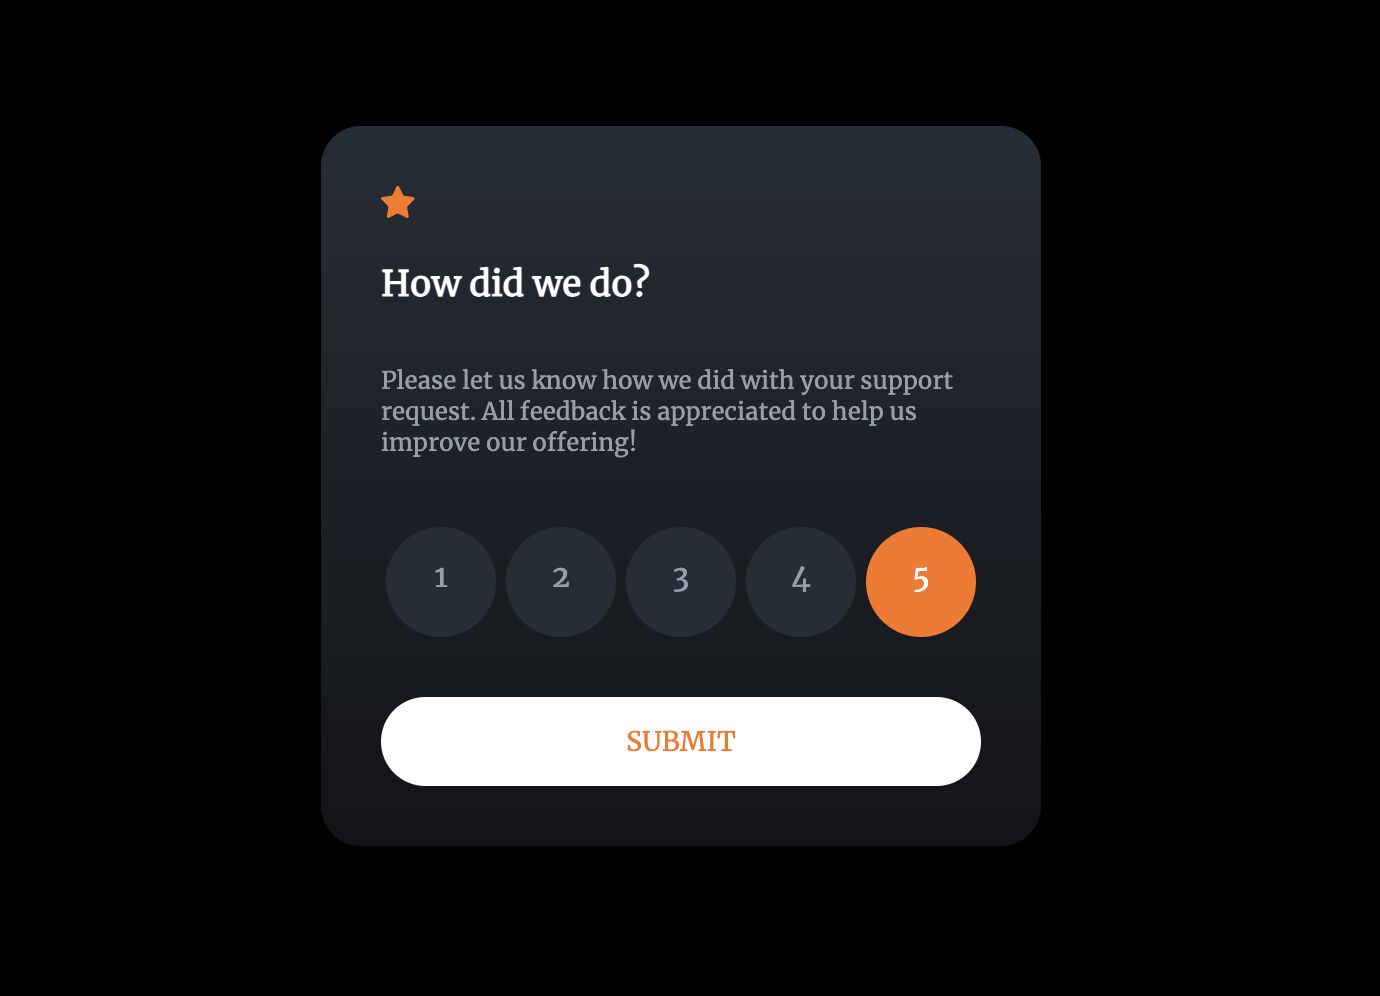 How did we do?
Please let us know how we did with your support
request. All feedback is appreciated to help us
improve our offering!
1 2 3 4 5
SUBMIT